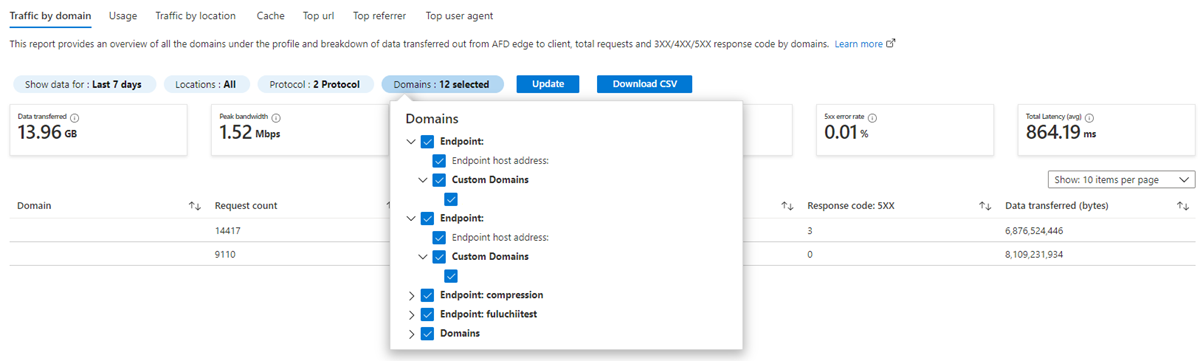 Traffic by domain Usage Traffic by location Cache Top url Top referrer Top user agent
This report provides an overview of all the domains under the profile and breakdown of data transferred out from AFD edge to client, total requests and 3XX/4XX/5XX response code by domains. Learn more
Show data for : Last 7 days Locations : All Protocol : 2 Protocol Domains : 12 selected Update Download CSV
Data transferred
13.96 GB
Peak bandwidth
1.52 Mbps
5xx error rate
0.01 %
Total Latency (avg)
864.19 ms
Domains
Endpoint:
Endpoint host address:
Custom Domains
Endpoint:
Endpoint host address:
Custom Domains
Endpoint: compression
Endpoint: fuluchiitest
Domains
Show: 10 items per page
Domain Request count Response code: 5XX Data transferred (bytes)
14417 3 6,876,524,446
9110 0 8,109,231,934